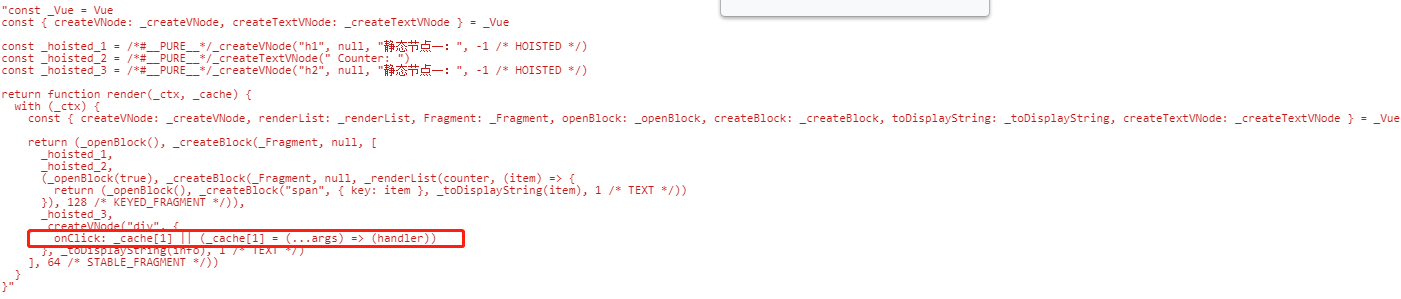 "const _Vue = Vue
const { createVNode: _createVNode, createTextVNode: _createTextVNode } = _Vue
const _hoisted_1 = /*#__PURE__*/_createVNode("h1", null, "静态节点一: ", -1 /* HOISTED */)
const _hoisted_2 = /*#__PURE__*/_createTextVNode(" Counter: ")
const _hoisted_3 = /*#__PURE__*/_createVNode("h2", null, "静态节点一: ", -1 /* HOISTED */)
return function render(_ctx, _cache) {
with (_ctx) {
const { createVNode: _createVNode, renderList: _renderList, Fragment: _Fragment, openBlock: _openBlock, createBlock: _createBlock, toDisplayString: _toDisplayString, createTextVNode: _createTextVNode } = _Vue
return (_openBlock(), _createBlock(_Fragment, null, [
_hoisted_1,
_hoisted_2,
(_openBlock(true), _createBlock(_Fragment, null, _renderList(counter, (item) => {
return (_openBlock(), _createBlock("span", { key: item }, _toDisplayString(item), 1 /* TEXT */))
}), 128 /* KEYED_FRAGMENT */)),
_hoisted_3,
_createVNode("div", {
onClick: _cache[1] || (_cache[1] = (...args) => (handler))
}, _toDisplayString(info), 1 /* TEXT */)
], 64 /* STABLE_FRAGMENT */))
}
}"